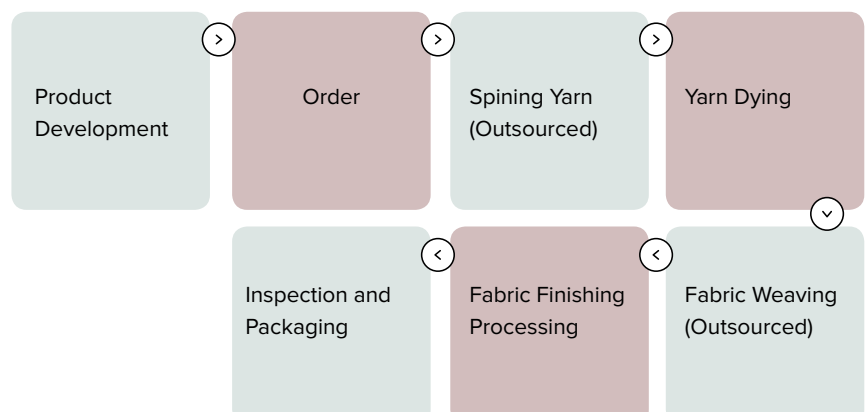 Product
Development
Order
Spining Yarn
(Outsourced)
Yarn Dying
Fabric Weaving
(Outsourced)
Fabric Finishing
Processing
Inspection and
Packaging